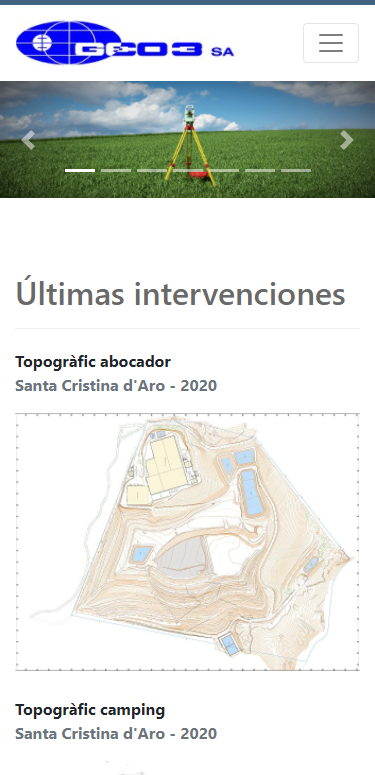 GEO3 SA
Últimas intervenciones
Topogràfic abocador
Santa Cristina d'Aro - 2020
Topogràfic camping
Santa Cristina d'Aro - 2020